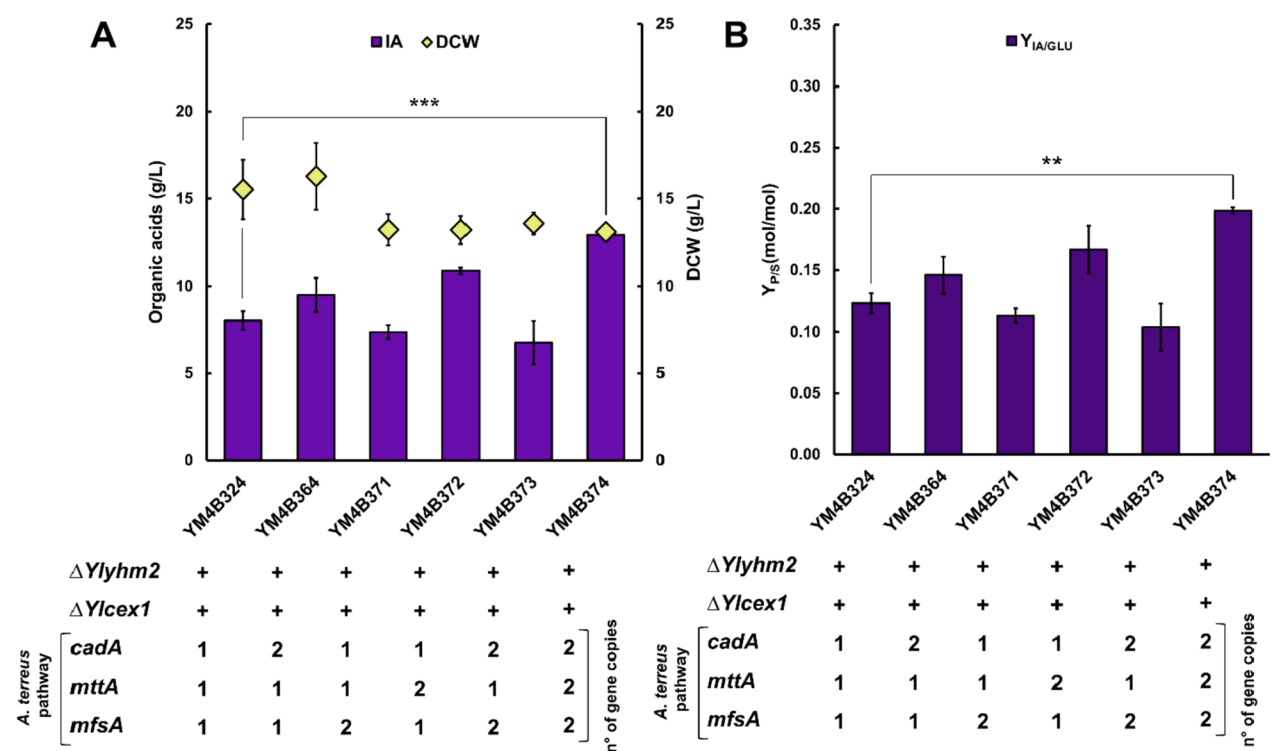 A
IA DCW
25
20
15
10
5
0
Organic acids (g/L)
***
25
20
15
10
5
0
DCW (g/L)
YM4B324 YM4B364 YM4B371 YM4B372 YM4B373 YM4B374
ΔYlyhm2 + + + + + +
ΔYlcex1 + + + + + +
A. terreus
pathway
cadA 1 2 1 1 2 2
mttA 1 1 1 2 1 2
mfsA 1 1 2 1 2 2
n° of gene copies
B
YIA/GLU
0.35
0.30
0.25
0.20
0.15
0.10
0.05
0.00
YP/S(mol/mol)
**
YM4B324 YM4B364 YM4B371 YM4B372 YM4B373 YM4B374
ΔYlyhm2 + + + + + +
ΔYlcex1 + + + + + +
A. terreus
pathway
cadA 1 2 1 1 2 2
mttA 1 1 1 2 1 2
mfsA 1 1 2 1 2 2
n° of gene copies